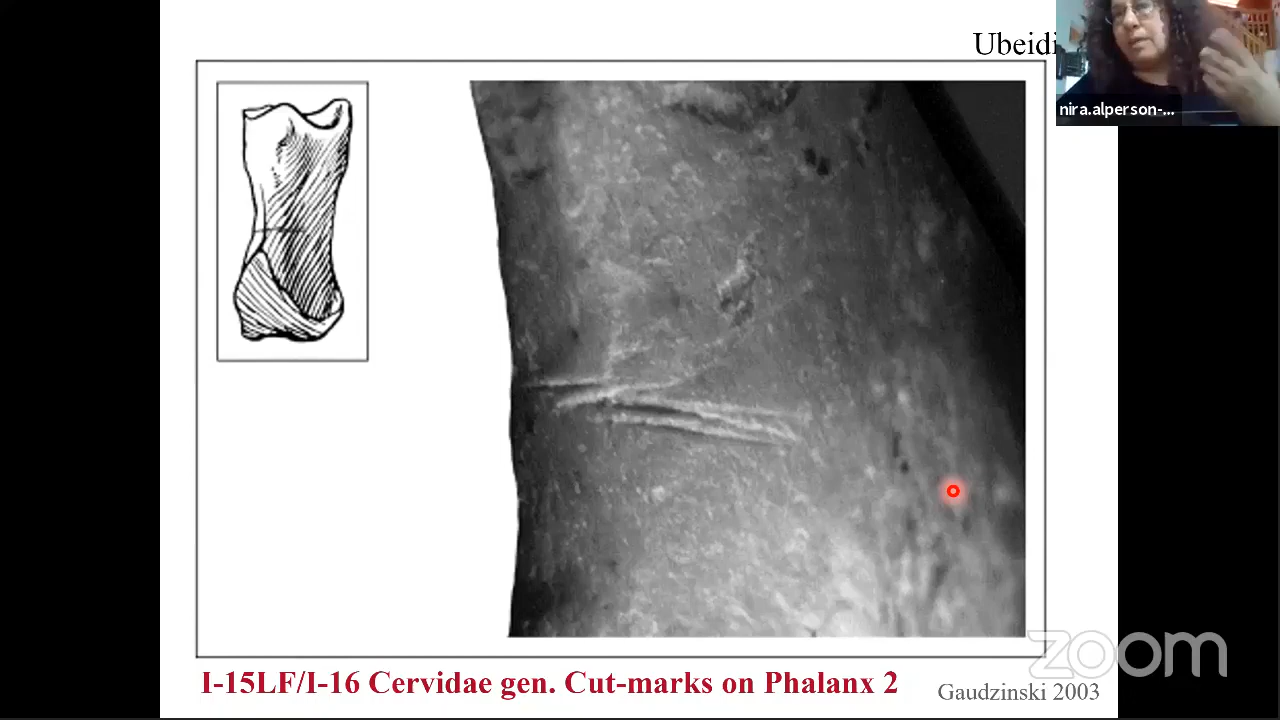 Ubeidi
nira.alperson-...
I-15LF/I-16 Cervidae gen. Cut-marks on Phalanx 2
Gaudzinski 2003
zoom